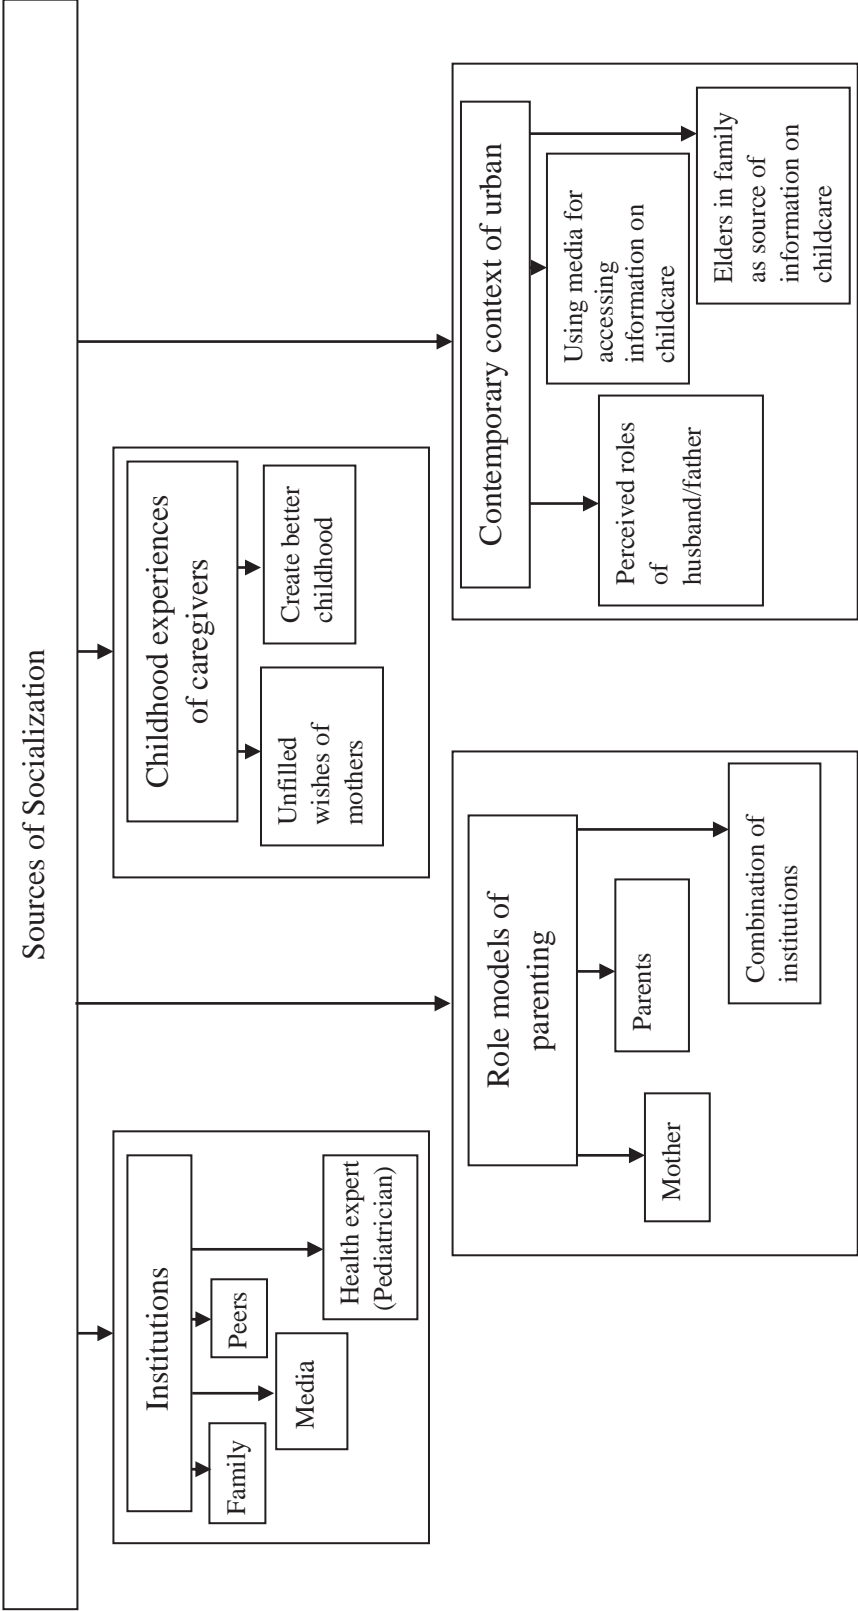 Sources of Socialization
Institutions
Family
Media
Peers
Health expert
(Pediatrician)
Role models of
parenting
Mother
Parents
Combination of
institutions
Childhood experiences
of caregivers
Unfilled
wishes of
mothers
Create better
childhood
Contemporary context of urban
Perceived roles
of
husband/father
Using media for
accessing
information on
childcare
Elders in family
as source of
information on
childcare